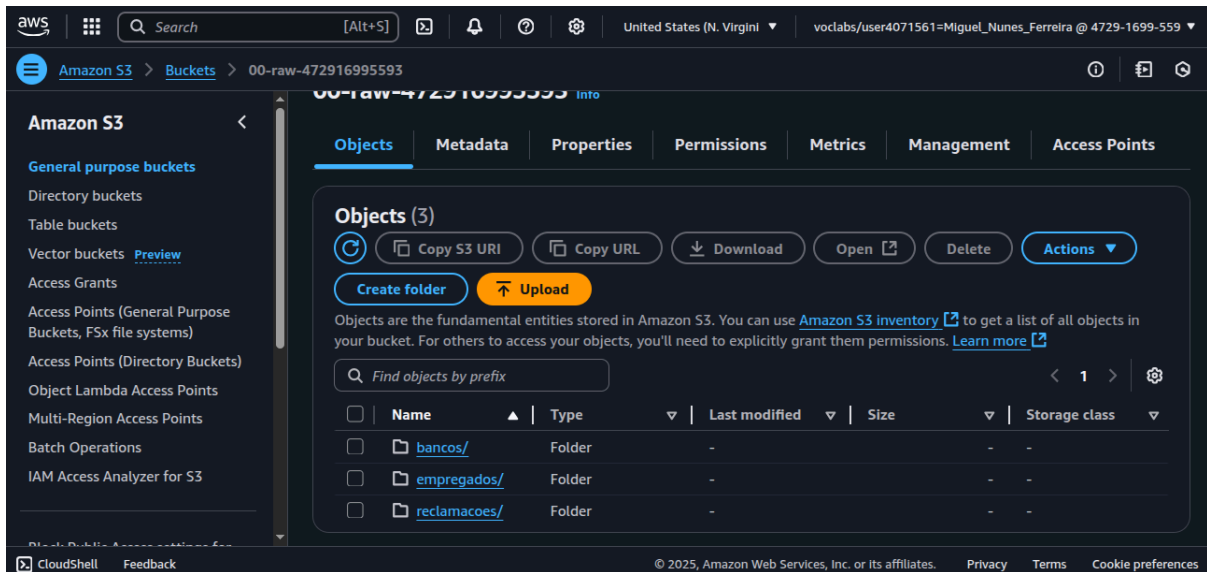 aws Search [Alt+S] United States (N. Virgini ▼ voclabs/user4071561=Miguel_Nunes_Ferreira @ 4729-1699-559 ▼
Amazon S3 > Buckets > 00-raw-472916995593
00-raw-472916995593 Info
Amazon S3
General purpose buckets
Directory buckets
Table buckets
Vector buckets Preview
Access Grants
Access Points (General Purpose
Buckets, FSx file systems)
Access Points (Directory Buckets)
Object Lambda Access Points
Multi-Region Access Points
Batch Operations
IAM Access Analyzer for S3
Block Public Access settings for
Objects Metadata Properties Permissions Metrics Management Access Points
Objects (3)
Copy S3 URI Copy URL Download Open Delete Actions ▼
Create folder Upload
Objects are the fundamental entities stored in Amazon S3. You can use Amazon S3 inventory to get a list of all objects in
your bucket. For others to access your objects, you'll need to explicitly grant them permissions. Learn more
Find objects by prefix < 1 >
Name Type Last modified Size Storage class
bancos/ Folder - - -
empregados/ Folder - - -
reclamacoes/ Folder - - -
CloudShell Feedback © 2025, Amazon Web Services, Inc. or its affiliates. Privacy Terms Cookie preferences